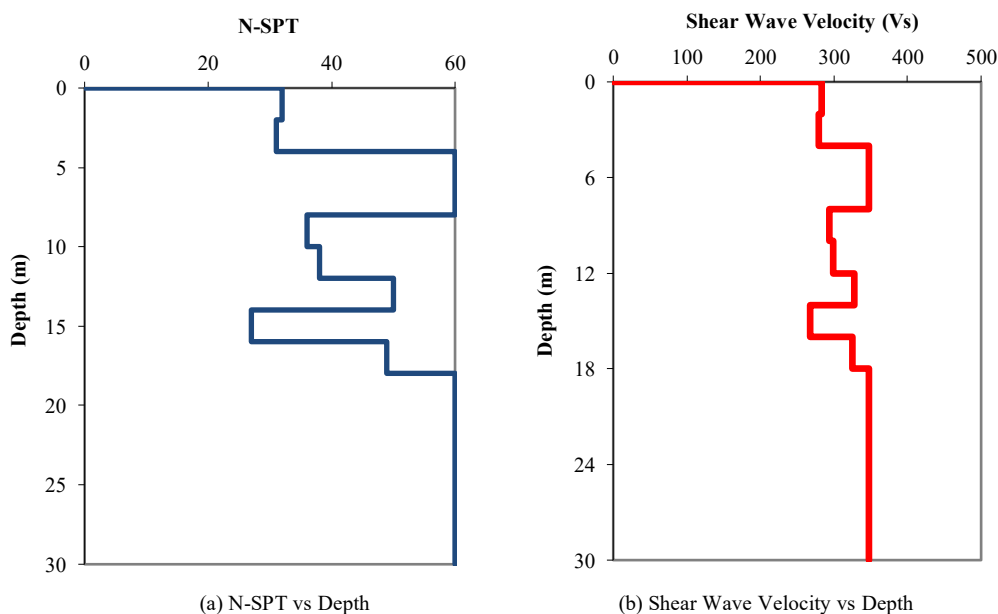 N-SPT
0 20 40 60
0
5
10
15
20
25
30
Depth (m)
(a) N-SPT vs Depth
Shear Wave Velocity (Vs)
0 100 200 300 400 500
0
6
12
18
24
30
Depth (m)
(b) Shear Wave Velocity vs Depth